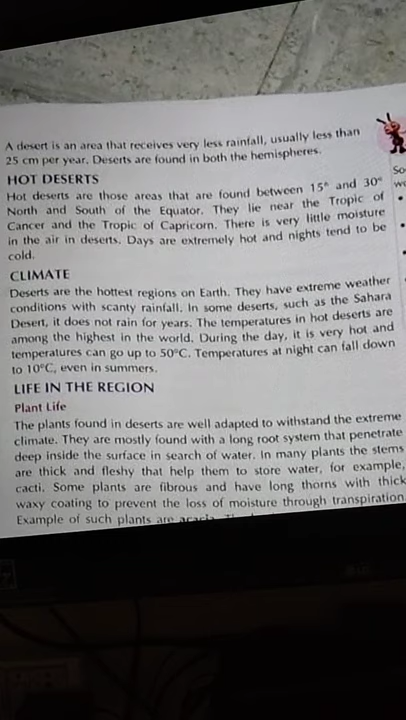 A desert is an area that receives very less rainfall, usually less than
25 cm per year. Deserts are found in both the hemispheres.
HOT DESERTS
Hot deserts are those areas that are found between 15° and 30°
North and South of the Equator. They lie near the Tropic of
Cancer and the Tropic of Capricorn. There is very little moisture
in the air in deserts. Days are extremely hot and nights tend to be
cold.
CLIMATE
Deserts are the hottest regions on Earth. They have extreme weather
conditions with scanty rainfall. In some deserts, such as the Sahara
Desert, it does not rain for years. The temperatures in hot deserts are
among the highest in the world. During the day, it is very hot and
temperatures can go up to 50°C. Temperatures at night can fall down
to 10°C, even in summers.
LIFE IN THE REGION
Plant Life
The plants found in deserts are well adapted to withstand the extreme
climate. They are mostly found with a long root system that penetrate
deep inside the surface in search of water. In many plants the stems
are thick and fleshy that help them to store water, for example,
cacti. Some plants are fibrous and have long thorns with thick
waxy coating to prevent the loss of moisture through transpiration.
Example of such plants are
So